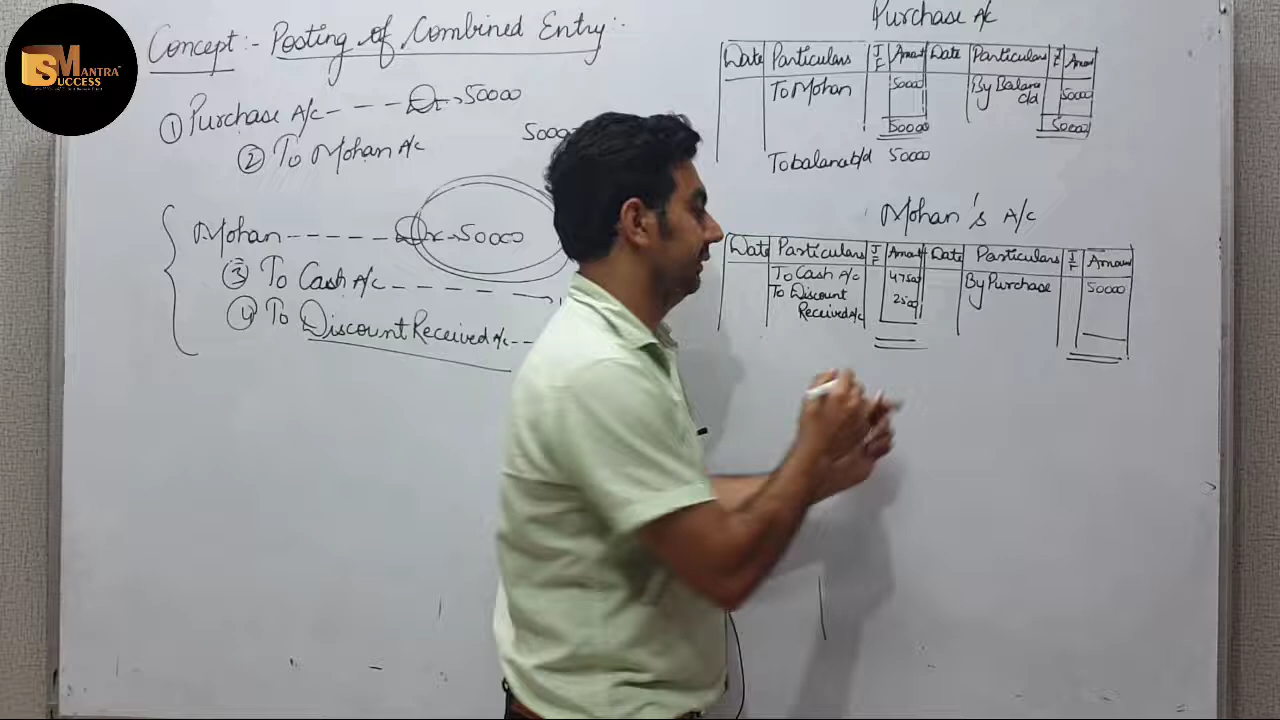 MANTRA
SUCCESS
Concept:- Posting of Combined Entry:-
① Purchase A/c --- Dr → 50000
② To Mohan A/c 50000
Mohan ------ Dr → 50000
③ To Cash A/c ------
④ To Discount Received A/c --
Purchase A/c
Date Particulars J F Amount Date Particulars Amoun
To Mohan 50000 By Balance c/d 50000
50000 50000
To balance b/d 50000
Mohan's A/c
Date Particulars J F Amount Date Particulars J F Amount
To Cash A/c 47500 By Purchase 50000
To Discount 2500
Received A/c